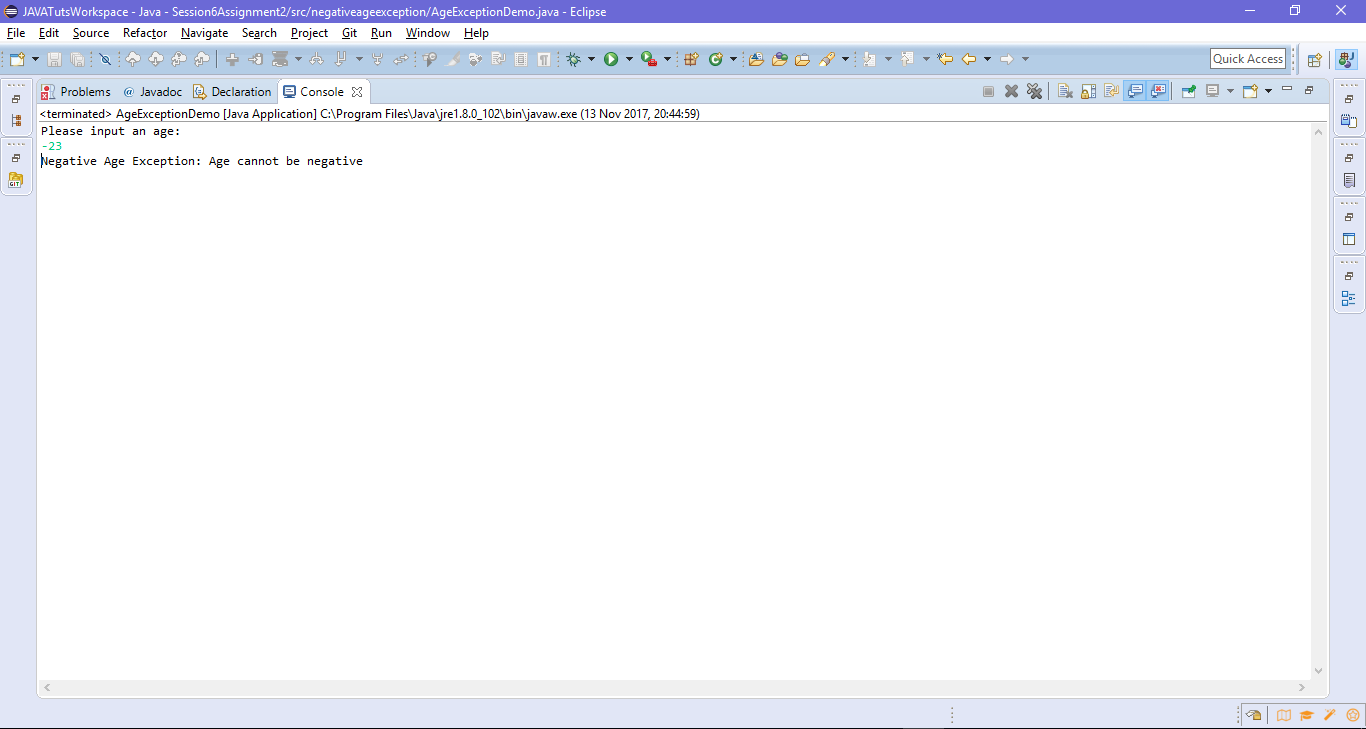 JAVATutsWorkspace - Java - Session6Assignment2/src/negativeageexception/AgeExceptionDemo.java - Eclipse
File Edit Source Refactor Navigate Search Project Git Run Window Help
Quick Access
Problems @ Javadoc Declaration Console
<terminated> AgeExceptionDemo [Java Application] C:\Program Files\Java\jre1.8.0_102\bin\javaw.exe (13 Nov 2017, 20:44:59)
Please input an age:
-23
Negative Age Exception: Age cannot be negative
GIT